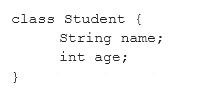 class Student {
String name;
int age;
}